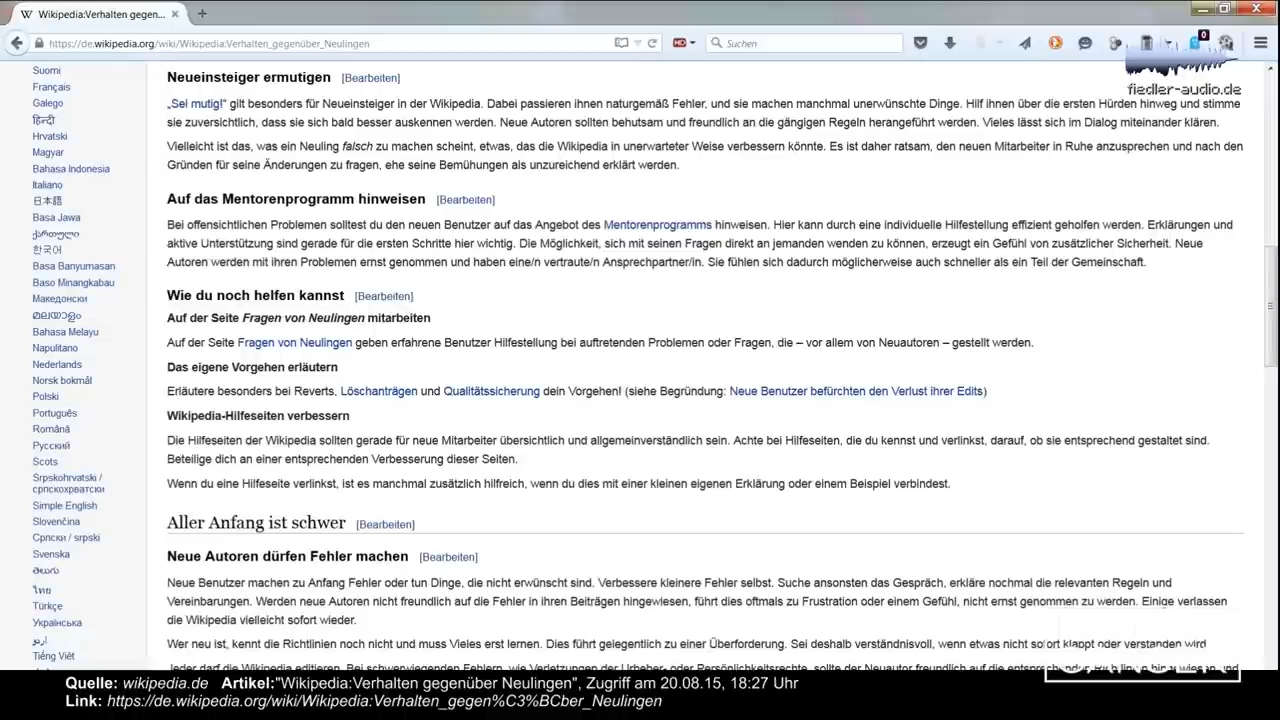 Wikipedia:Verhalten gegen...
https://de.wikipedia.org/wiki/Wikipedia:Verhalten_gegenüber_Neulingen
Suchen
0
fiedler-audio.de
Suomi
Français
Galego
हिन्दी
Hrvatski
Magyar
Bahasa Indonesia
Italiano
日本語
Basa Jawa
ქართული
한국어
Basa Banyumasan
Baso Minangkabau
Македонски
മലയാളം
Bahasa Melayu
Napulitano
Nederlands
Norsk bokmål
Polski
Português
Română
Русский
Scots
Srpskohrvatski /
српскохрватски
Simple English
Slovenčina
Српски / srpski
Svenska
తెలుగు
ไทย
Türkçe
Українська
اردو
Tiếng Việt
Neueinsteiger ermutigen [Bearbeiten]
„Sei mutig!“ gilt besonders für Neueinsteiger in der Wikipedia. Dabei passieren ihnen naturgemäß Fehler, und sie machen manchmal unerwünschte Dinge. Hilf ihnen über die ersten Hürden hinweg und stimme
sie zuversichtlich, dass sie sich bald besser auskennen werden. Neue Autoren sollten behutsam und freundlich an die gängigen Regeln herangeführt werden. Vieles lässt sich im Dialog miteinander klären.
Vielleicht ist das, was ein Neuling falsch zu machen scheint, etwas, das die Wikipedia in unerwarteter Weise verbessern könnte. Es ist daher ratsam, den neuen Mitarbeiter in Ruhe anzusprechen und nach den
Gründen für seine Änderungen zu fragen, ehe seine Bemühungen als unzureichend erklärt werden.
Auf das Mentorenprogramm hinweisen [Bearbeiten]
Bei offensichtlichen Problemen solltest du den neuen Benutzer auf das Angebot des Mentorenprogramms hinweisen. Hier kann durch eine individuelle Hilfestellung effizient geholfen werden. Erklärungen und
aktive Unterstützung sind gerade für die ersten Schritte hier wichtig. Die Möglichkeit, sich mit seinen Fragen direkt an jemanden wenden zu können, erzeugt ein Gefühl von zusätzlicher Sicherheit. Neue
Autoren werden mit ihren Problemen ernst genommen und haben eine/n vertraute/n Ansprechpartner/in. Sie fühlen sich dadurch möglicherweise auch schneller als ein Teil der Gemeinschaft.
Wie du noch helfen kannst [Bearbeiten]
Auf der Seite Fragen von Neulingen mitarbeiten
Auf der Seite Fragen von Neulingen geben erfahrene Benutzer Hilfestellung bei auftretenden Problemen oder Fragen, die – vor allem von Neuautoren – gestellt werden.
Das eigene Vorgehen erläutern
Erläutere besonders bei Reverts, Löschanträgen und Qualitätssicherung dein Vorgehen! (siehe Begründung: Neue Benutzer befürchten den Verlust ihrer Edits)
Wikipedia-Hilfeseiten verbessern
Die Hilfeseiten der Wikipedia sollten gerade für neue Mitarbeiter übersichtlich und allgemeinverständlich sein. Achte bei Hilfeseiten, die du kennst und verlinkst, darauf, ob sie entsprechend gestaltet sind.
Beteilige dich an einer entsprechenden Verbesserung dieser Seiten.
Wenn du eine Hilfeseite verlinkst, ist es manchmal zusätzlich hilfreich, wenn du dies mit einer kleinen eigenen Erklärung oder einem Beispiel verbindest.
Aller Anfang ist schwer [Bearbeiten]
Neue Autoren dürfen Fehler machen [Bearbeiten]
Neue Benutzer machen zu Anfang Fehler oder tun Dinge, die nicht erwünscht sind. Verbessere kleinere Fehler selbst. Suche ansonsten das Gespräch, erkläre nochmal die relevanten Regeln und
Vereinbarungen. Werden neue Autoren nicht freundlich auf die Fehler in ihren Beiträgen hingewiesen, führt dies oftmals zu Frustration oder einem Gefühl, nicht ernst genommen zu werden. Einige verlassen
die Wikipedia vielleicht sofort wieder.
Wer neu ist, kennt die Richtlinien noch nicht und muss Vieles erst lernen. Dies führt gelegentlich zu einer Überforderung. Sei deshalb verständnisvoll, wenn etwas nicht sofort klappt oder verstanden wird
Jeder darf die Wikipedia editieren. Bei schwerwiegenden Fehlern, wie Verletzungen der Urheber- oder Persönlichkeitsrechte, sollte der Neuautor freundlich auf die
Quelle: wikipedia.de Artikel:"Wikipedia:Verhalten gegenüber Neulingen", Zugriff am 20.08.15, 18:27 Uhr
Link: https://de.wikipedia.org/wiki/Wikipedia:Verhalten_gegen%C3%BCber_Neulingen